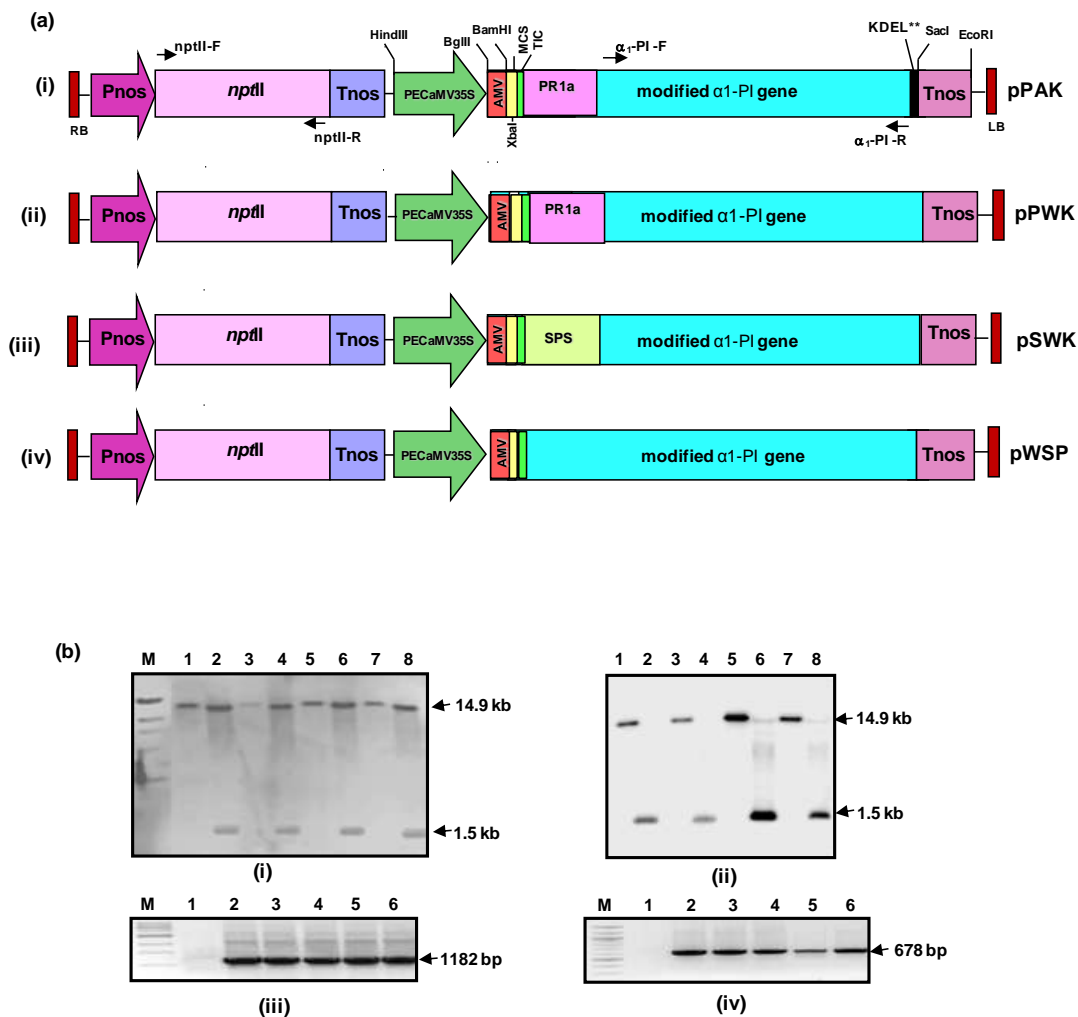 (a)
nptII-F
HindIII
BglII
BamHI
MCS
TIC
α₁-PI -F
KDEL**
SacI
EcoRI
(i)
RB
Pnos
nptII
Tnos
PECaMV35S
AMV
XbaI
PR1a
modified α1-PI gene
Tnos
LB
pPAK
nptII-R
α₁-PI -R
(ii)
Pnos
nptII
Tnos
PECaMV35S
AMV
PR1a
modified α1-PI gene
Tnos
pPWK
(iii)
Pnos
nptII
Tnos
PECaMV35S
AMV
SPS
modified α1-PI gene
Tnos
pSWK
(iv)
Pnos
nptII
Tnos
PECaMV35S
AMV
modified α1-PI gene
Tnos
pWSP
(b)
M 1 2 3 4 5 6 7 8
14.9 kb
1.5 kb
(i)
1 2 3 4 5 6 7 8
14.9 kb
1.5 kb
(ii)
M 1 2 3 4 5 6
1182 bp
(iii)
M 1 2 3 4 5 6
678 bp
(iv)